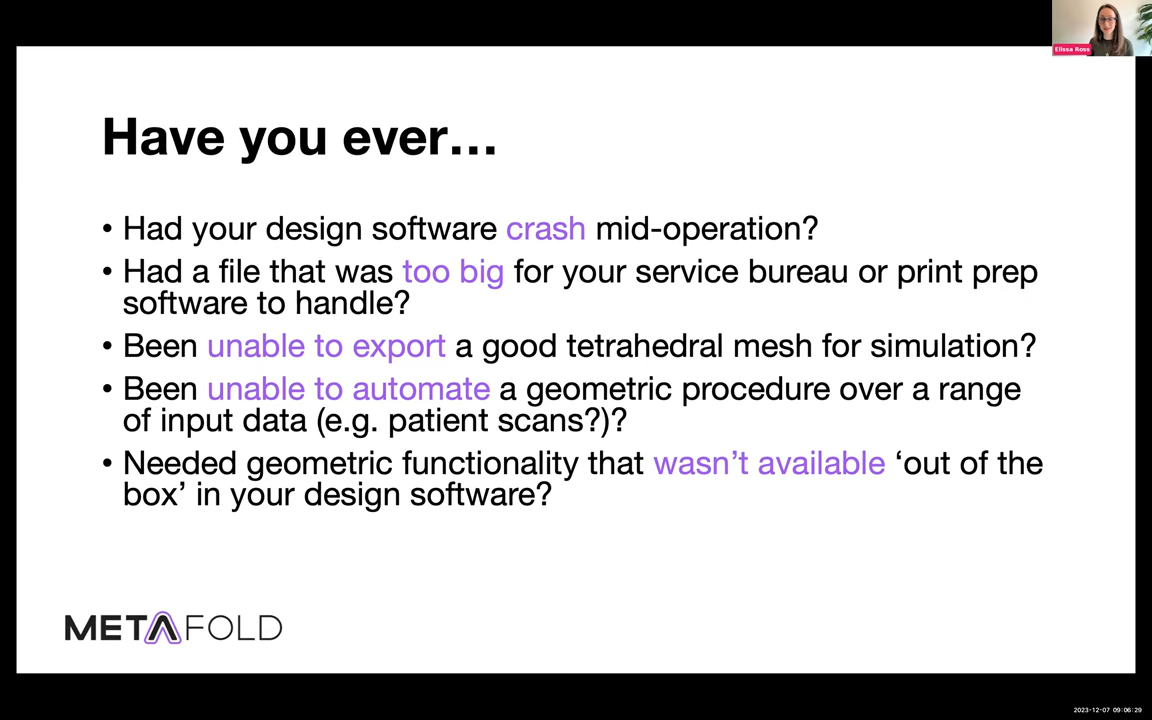 Elissa Ross
Have you ever…
• Had your design software crash mid-operation?
• Had a file that was too big for your service bureau or print prep
software to handle?
• Been unable to export a good tetrahedral mesh for simulation?
• Been unable to automate a geometric procedure over a range
of input data (e.g. patient scans?)?
• Needed geometric functionality that wasn’t available ‘out of the
box’ in your design software?
METAFOLD
2023-12-07 09:06:29